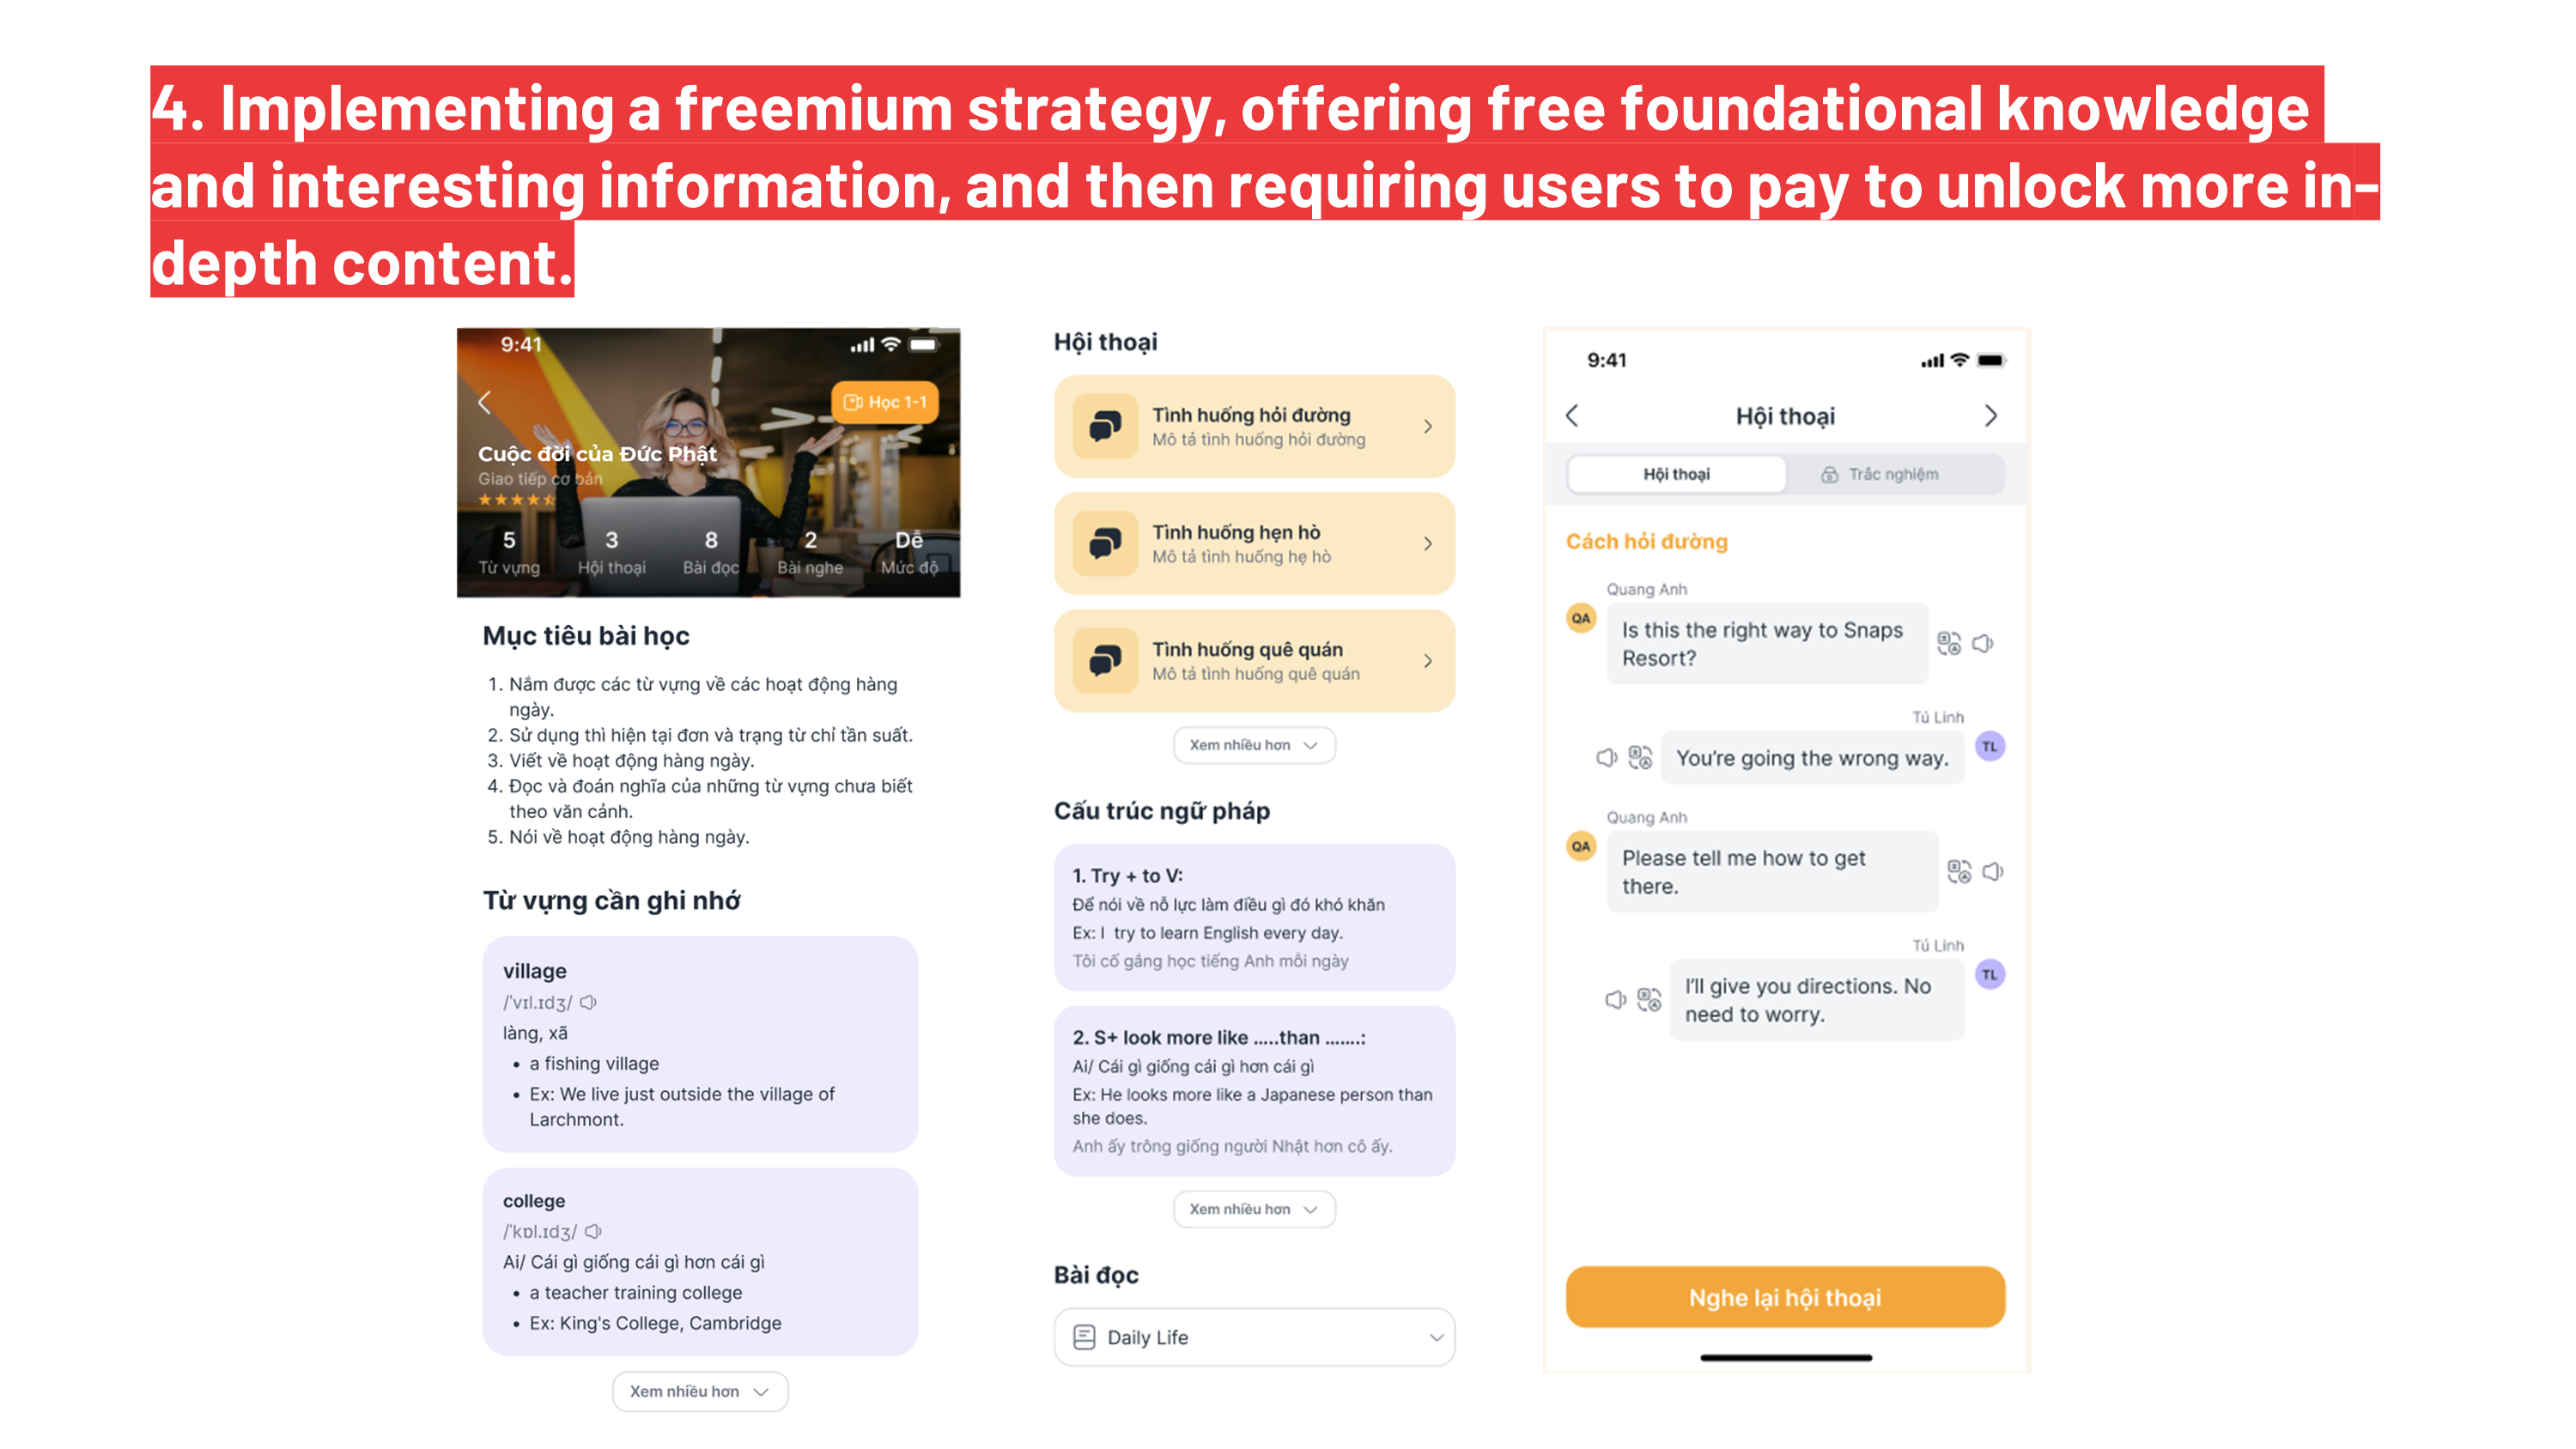 4. Implementing a freemium strategy, offering free foundational knowledge
and interesting information, and then requiring users to pay to unlock more in-
depth content.
9:41
Học 1-1
Cuộc đời của Đức Phật
Giao tiếp cơ bản
5 3 8 2 Dễ
Từ vựng Hội thoại Bài đọc Bài nghe Mức độ
Mục tiêu bài học
1. Nắm được các từ vựng về các hoạt động hàng
ngày.
2. Sử dụng thì hiện tại đơn và trạng từ chỉ tần suất.
3. Viết về hoạt động hàng ngày.
4. Đọc và đoán nghĩa của những từ vựng chưa biết
theo văn cảnh.
5. Nói về hoạt động hàng ngày.
Từ vựng cần ghi nhớ
village
/'vɪl.ɪdʒ/
làng, xã
• a fishing village
• Ex: We live just outside the village of
Larchmont.
college
/'kɒl.ɪdʒ/
Ai/ Cái gì giống cái gì hơn cái gì
• a teacher training college
• Ex: King's College, Cambridge
Xem nhiều hơn
Hội thoại
Tình huống hỏi đường
Mô tả tình huống hỏi đường
Tình huống hẹn hò
Mô tả tình huống hẹ hò
Tình huống quê quán
Mô tả tình huống quê quán
Xem nhiều hơn
Cấu trúc ngữ pháp
1. Try + to V:
Để nói về nỗ lực làm điều gì đó khó khăn
Ex: I try to learn English every day.
Tôi cố gắng học tiếng Anh mỗi ngày
2. S+ look more like .....than .......:
Ai/ Cái gì giống cái gì hơn cái gì
Ex: He looks more like a Japanese person than
she does.
Anh ấy trông giống người Nhật hơn cô ấy.
Xem nhiều hơn
Bài đọc
Daily Life
9:41
Hội thoại
Hội thoại Trắc nghiệm
Cách hỏi đường
Quang Anh
QA
Is this the right way to Snaps
Resort?
Tú Linh
TL
You're going the wrong way.
Quang Anh
QA
Please tell me how to get
there.
Tú Linh
TL
I'll give you directions. No
need to worry.
Nghe lại hội thoại